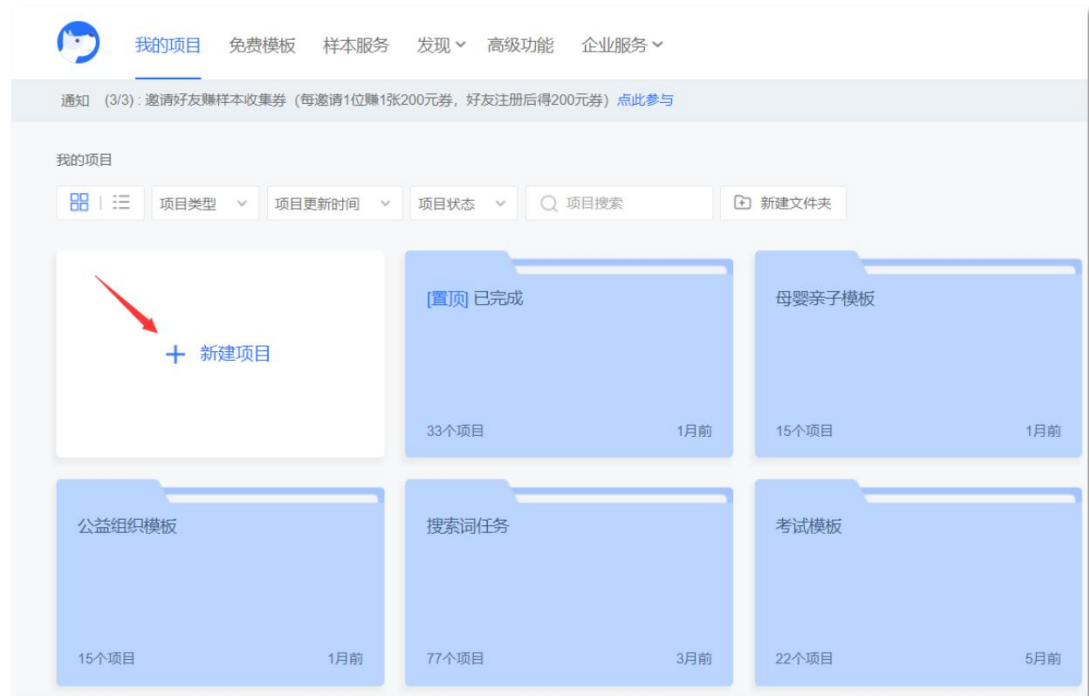 我的项目 免费模板 样本服务 发现 高级功能 企业服务
通知 (3/3) : 邀请好友赚样本收集券 (每邀请1位赚1张200元券，好友注册后得200元券) 点此参与
我的项目
项目类型 项目更新时间 项目状态 项目搜索 新建文件夹
[置顶] 已完成 母婴亲子模板
新建项目
33个项目 1月前 15个项目 1月前
公益组织模板 搜索词任务 考试模板
15个项目 1月前 77个项目 3月前 22个项目 5月前